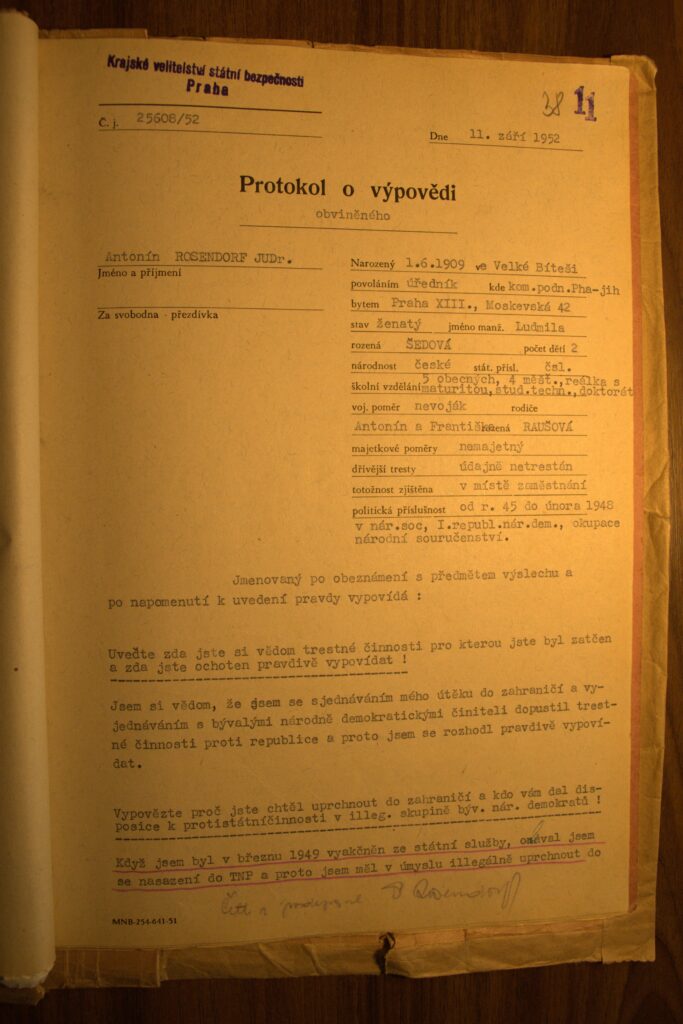 Krajské velitelství státní bezpečnosti
Praha
38 11
Č. j. 25608/52
Dne 11. září 1952
Protokol o výpovědi
obviněného
Antonín ROSENDORF JUDr.
Jméno a příjmení
Za svobodna - přezdívka
Narozený 1.6.1909 ve Velké Bíteši
povoláním úředník kde kom.podn.Pha-jih
bytem Praha XIII., Moskevská 42
stav ženatý jméno manž. Ludmila
rozená ŠEDOVÁ počet dětí 2
národnost české stát. přísl. čsl.
školní vzdělání 5 obecných, 4 měšť.,reálka s
maturitou,stud.techn.,doktorát
voj. poměr nevoják rodiče
Antonín a Františka rozená RAUŠOVÁ
majetkové poměry nemajetný
dřívější tresty údajně netrestán
totožnost zjištěna v místě zaměstnání
politická příslušnost od r. 45 do února 1948
v nár.soc, I.republ.nár.dem., okupace
národní souručenství.
Jmenovaný po obeznámení s předmětem výslechu a
po napomenutí k uvedení pravdy vypovídá :
Uveďte zda jste si vědom trestné činnosti pro kterou jste byl zatčen
a zda jste ochoten pravdivě vypovídat !
Jsem si vědom, že jsem se sjednáváním mého útěku do zahraničí a vy-
jednáváním s bývalými národně demokratickými činiteli dopustil trest-
né činnosti proti republice a proto jsem se rozhodl pravdivě vypoví-
dat.
Vypovězte proč jste chtěl uprchnout do zahraničí a kdo vám dal dis-
posice k protistátníčinnosti v illeg. skupině býv. nár. demokratů !
Když jsem byl v březnu 1949 vyakčněn ze státní služby, obával jsem
se nasazení do TNP a proto jsem měl v úmyslu illegálně uprchnout do
Četl a podepsané Rosendorf
MNB-254-641-51